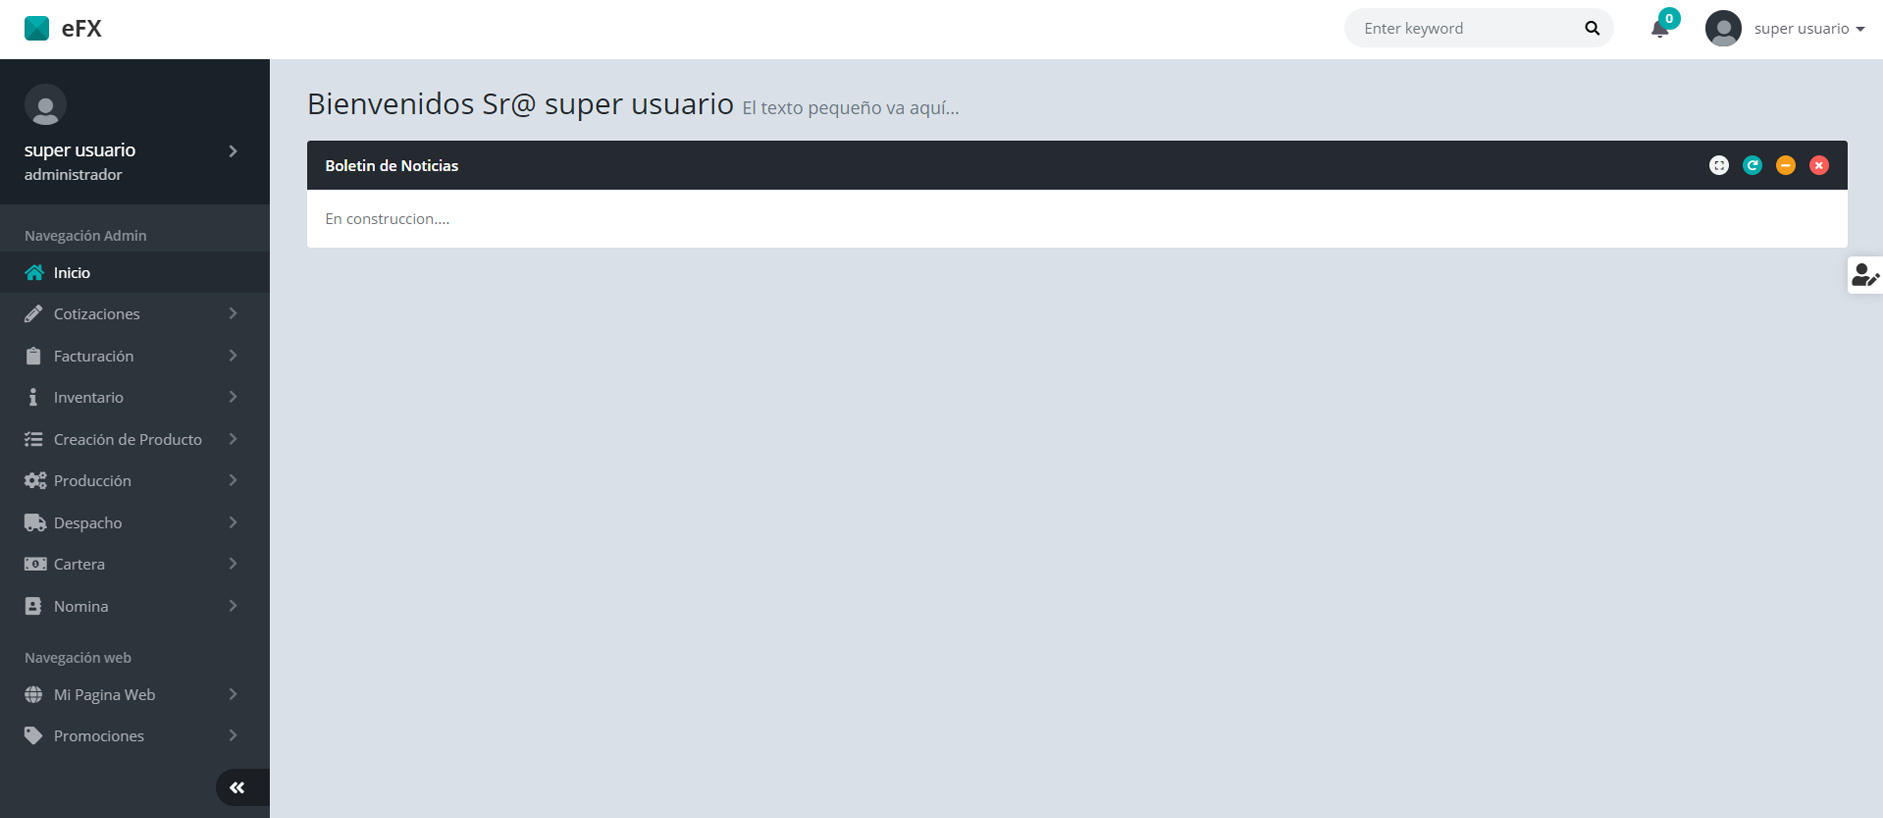 eFX
Enter keyword
0
super usuario
super usuario
administrador
Navegación Admin
Inicio
Cotizaciones
Facturación
Inventario
Creación de Producto
Producción
Despacho
Cartera
Nomina
Navegación web
Mi Pagina Web
Promociones
Bienvenidos Sr@ super usuario El texto pequeño va aquí...
Boletin de Noticias
En construccion....